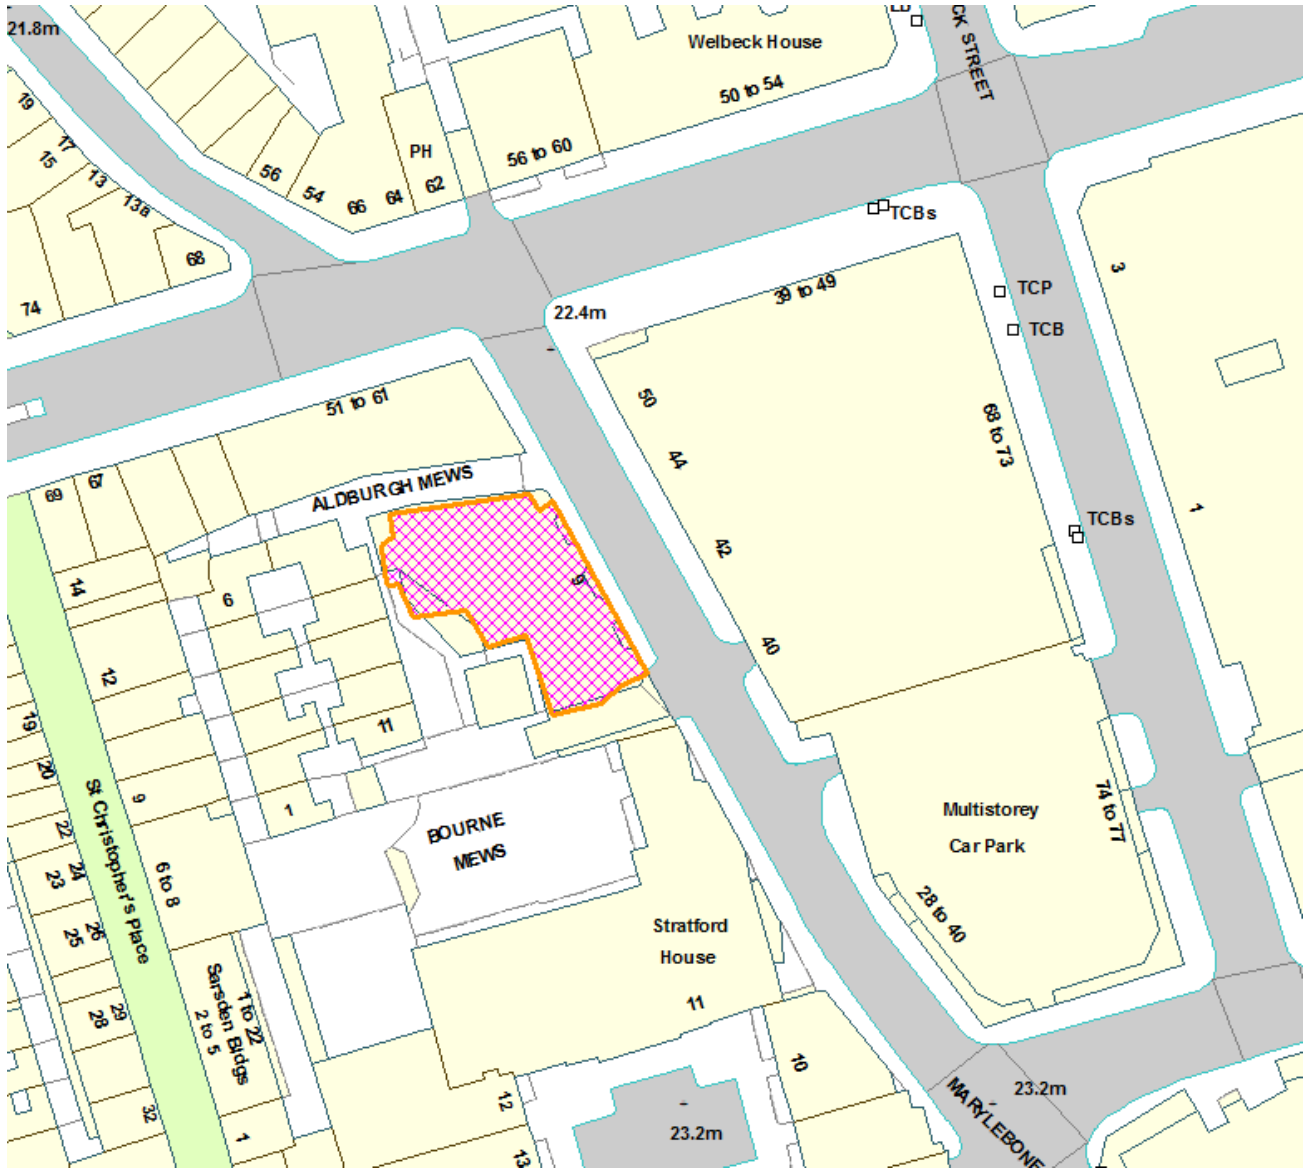 21.8m
LB
CK STREET
Welbeck House
50 to 54
19
17
15
13
13a
PH
56 to 60
56
54
66
64
62
TCBs
68
74
3
39 to 49
TCP
22.4m
TCB
51 to 61
50
44
68 to 73
69
67
ALDBURGH MEWS
42
TCBs
1
14
6
9
12
40
19
11
20
9
1
22
St Christopher's Place
BOURNE
MEWS
Multistorey
Car Park
74 to 77
24
23
6 to 8
28 to 40
26
25
Stratford
House
11
1 to 22
Sarsden Bldgs
2 to 5
29
28
10
32
1
12
13
23.2m
23.2m
MARYLEBONE